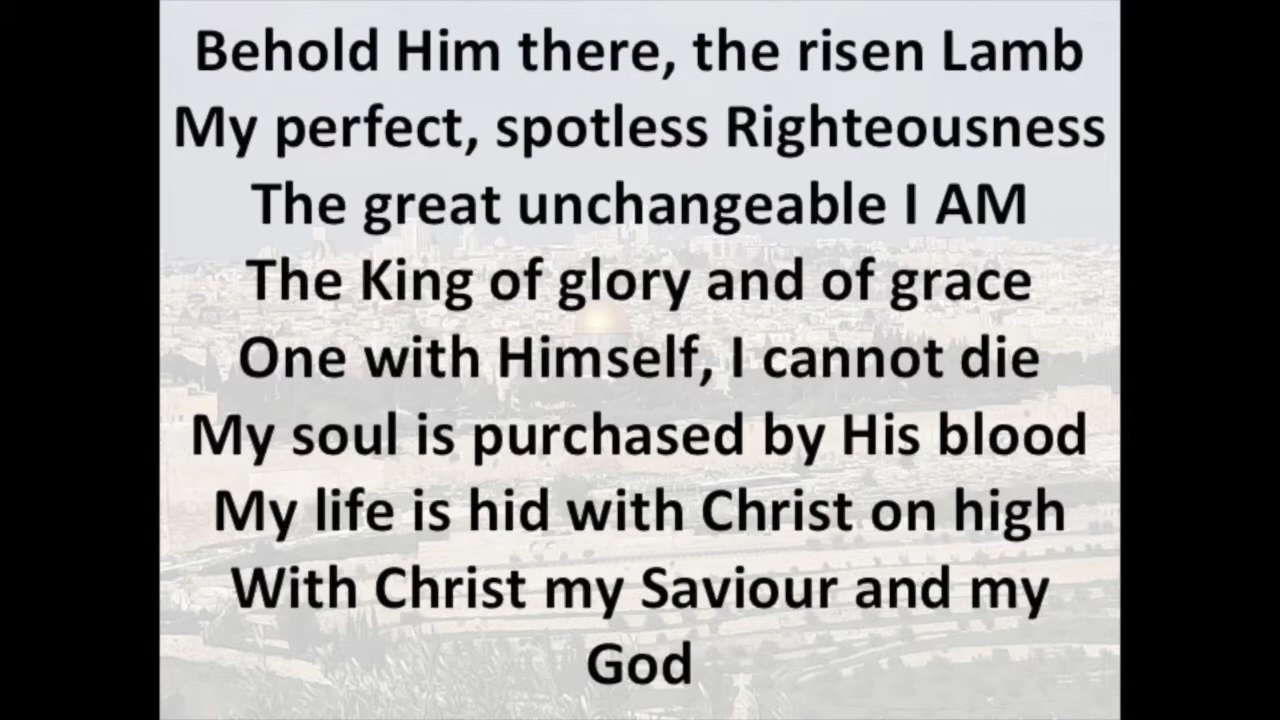 Behold Him there, the risen Lamb
My perfect, spotless Righteousness
The great unchangeable I AM
The King of glory and of grace
One with Himself, I cannot die
My soul is purchased by His blood
My life is hid with Christ on high
With Christ my Saviour and my
God